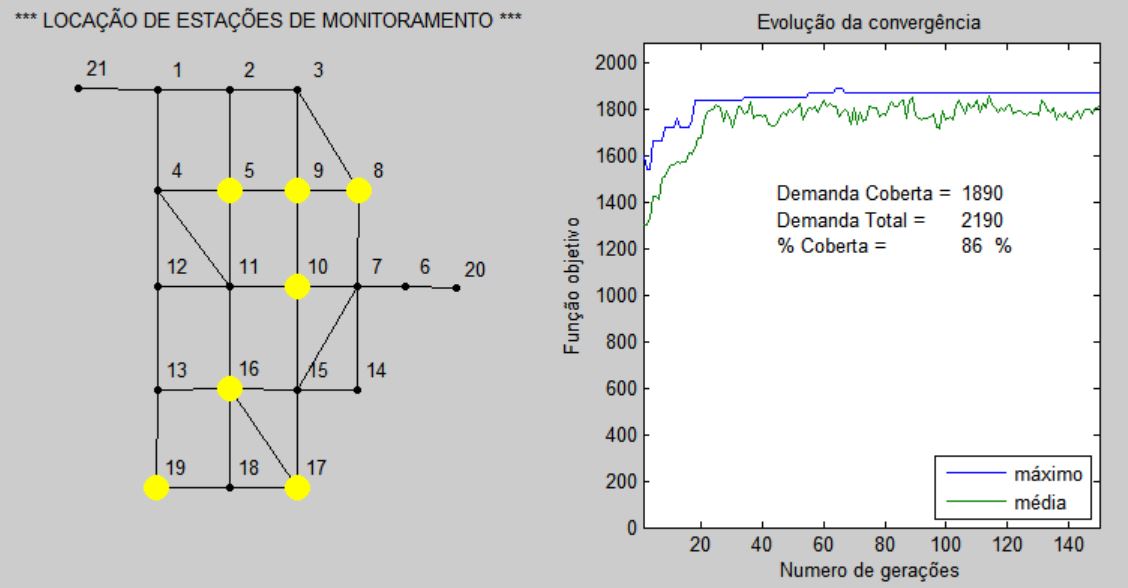 *** LOCAÇÃO DE ESTAÇÕES DE MONITORAMENTO ***
21 1 2 3
4 5 9 8
12 11 10 7 6 20
13 16 15 14
19 18 17
Evolução da convergência
Função objetivo
2000
1800
1600
1400
1200
1000
800
600
400
200
0
Demanda Coberta = 1890
Demanda Total = 2190
% Coberta = 86 %
máximo
média
20 40 60 80 100 120 140
Numero de gerações